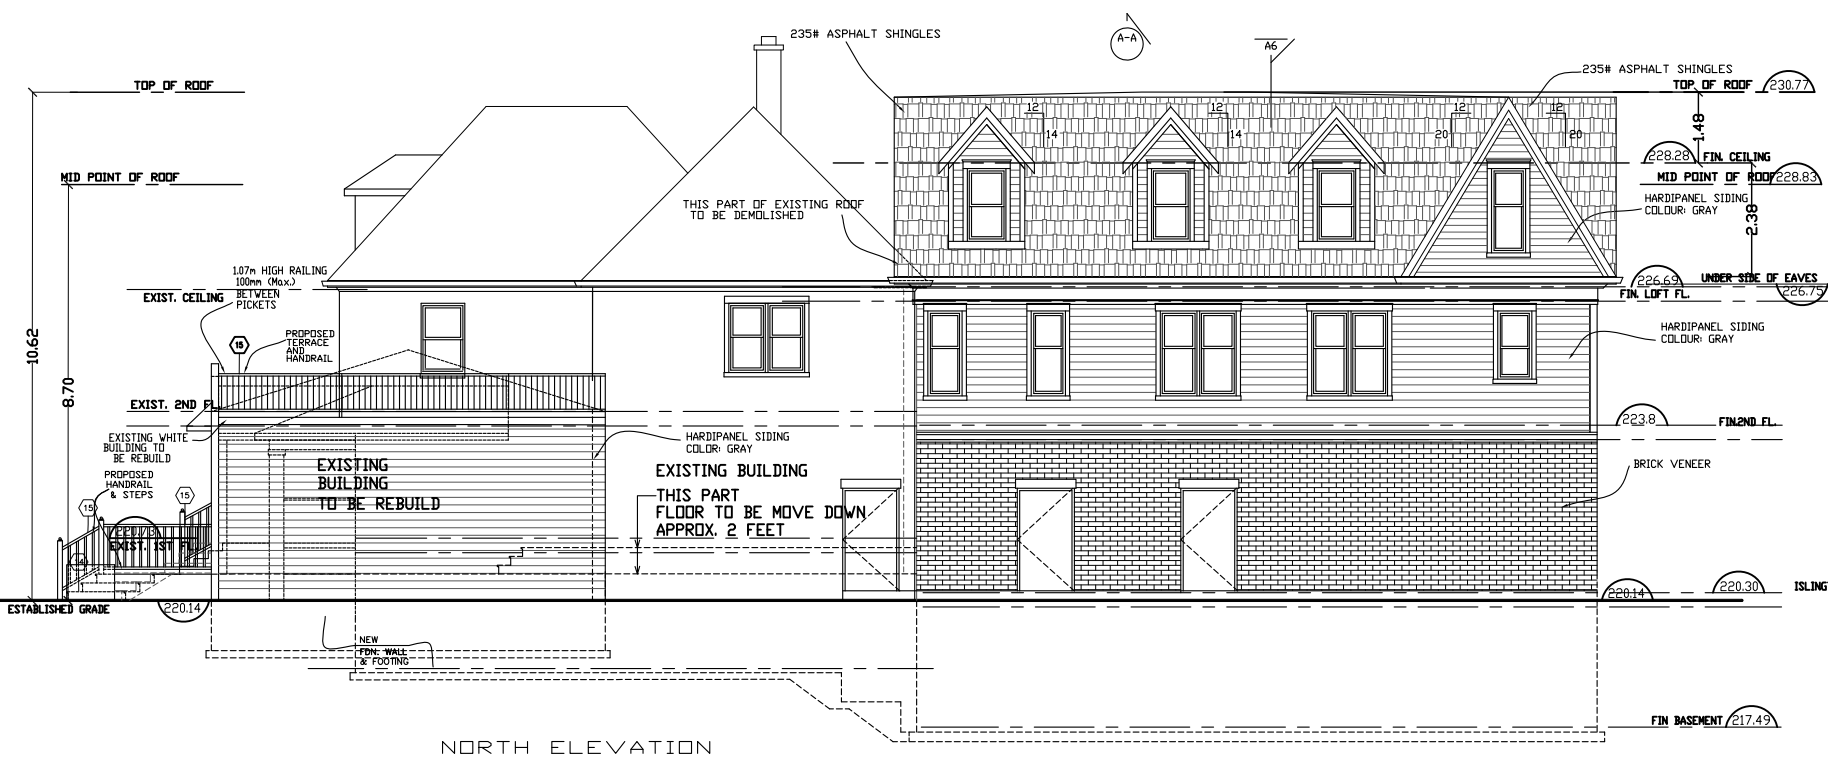 235# ASPHALT SHINGLES
A-A
A6
235# ASPHALT SHINGLES
TOP OF ROOF
TOP OF ROOF
230.77
12
14
12
14
12
20
12
20
1.48
228.28
FIN. CEILING
MID POINT OF ROOF
MID POINT OF ROOF
228.83
HARDIPANEL SIDING
COLOUR: GRAY
2.38
THIS PART OF EXISTING ROOF
TO BE DEMOLISHED
1.07m HIGH RAILING
100mm (Max.)
BETWEEN
PICKETS
EXIST. CEILING
226.69
UNDER SIDE OF EAVES
FIN. LOFT FL.
226.75
10.62
8.70
15
PROPOSED
TERRACE
AND
HANDRAIL
HARDIPANEL SIDING
COLOUR: GRAY
EXIST. 2ND FL.
223.8
FIN.2ND FL.
EXISTING WHITE
BUILDING TO
BE REBUILD
HARDIPANEL SIDING
COLOR: GRAY
PROPOSED
HANDRAIL
& STEPS
EXISTING
BUILDING
TO BE REBUILD
EXISTING BUILDING
THIS PART
FLOOR TO BE MOVE DOWN
APPROX. 2 FEET
BRICK VENEER
15
15
220.73
EXIST. 1ST FL.
14
ESTABLISHED GRADE
220.14
220.14
220.30
ISLING
NEW
FDN. WALL
& FOOTING
FIN BASEMENT
217.49
NORTH ELEVATION